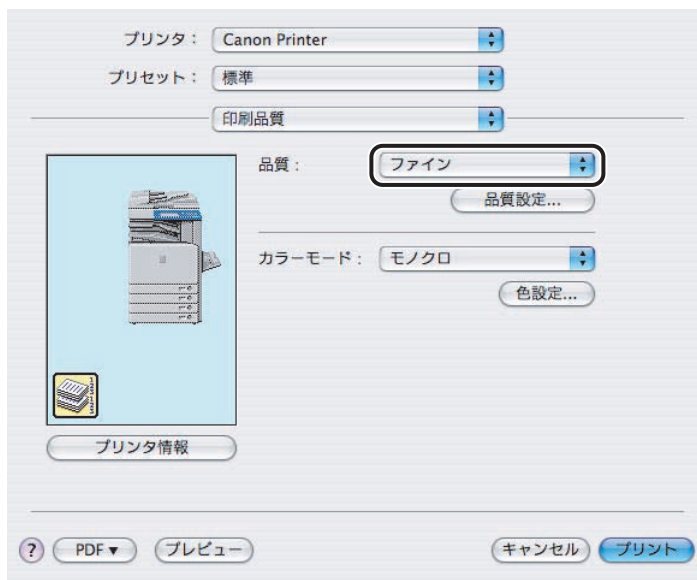 プリンタ： Canon Printer
プリセット： 標準
印刷品質
品質： ファイン
品質設定...
カラーモード： モノクロ
色設定...
プリンタ情報
? PDF▼ プレビュー キャンセル プリント